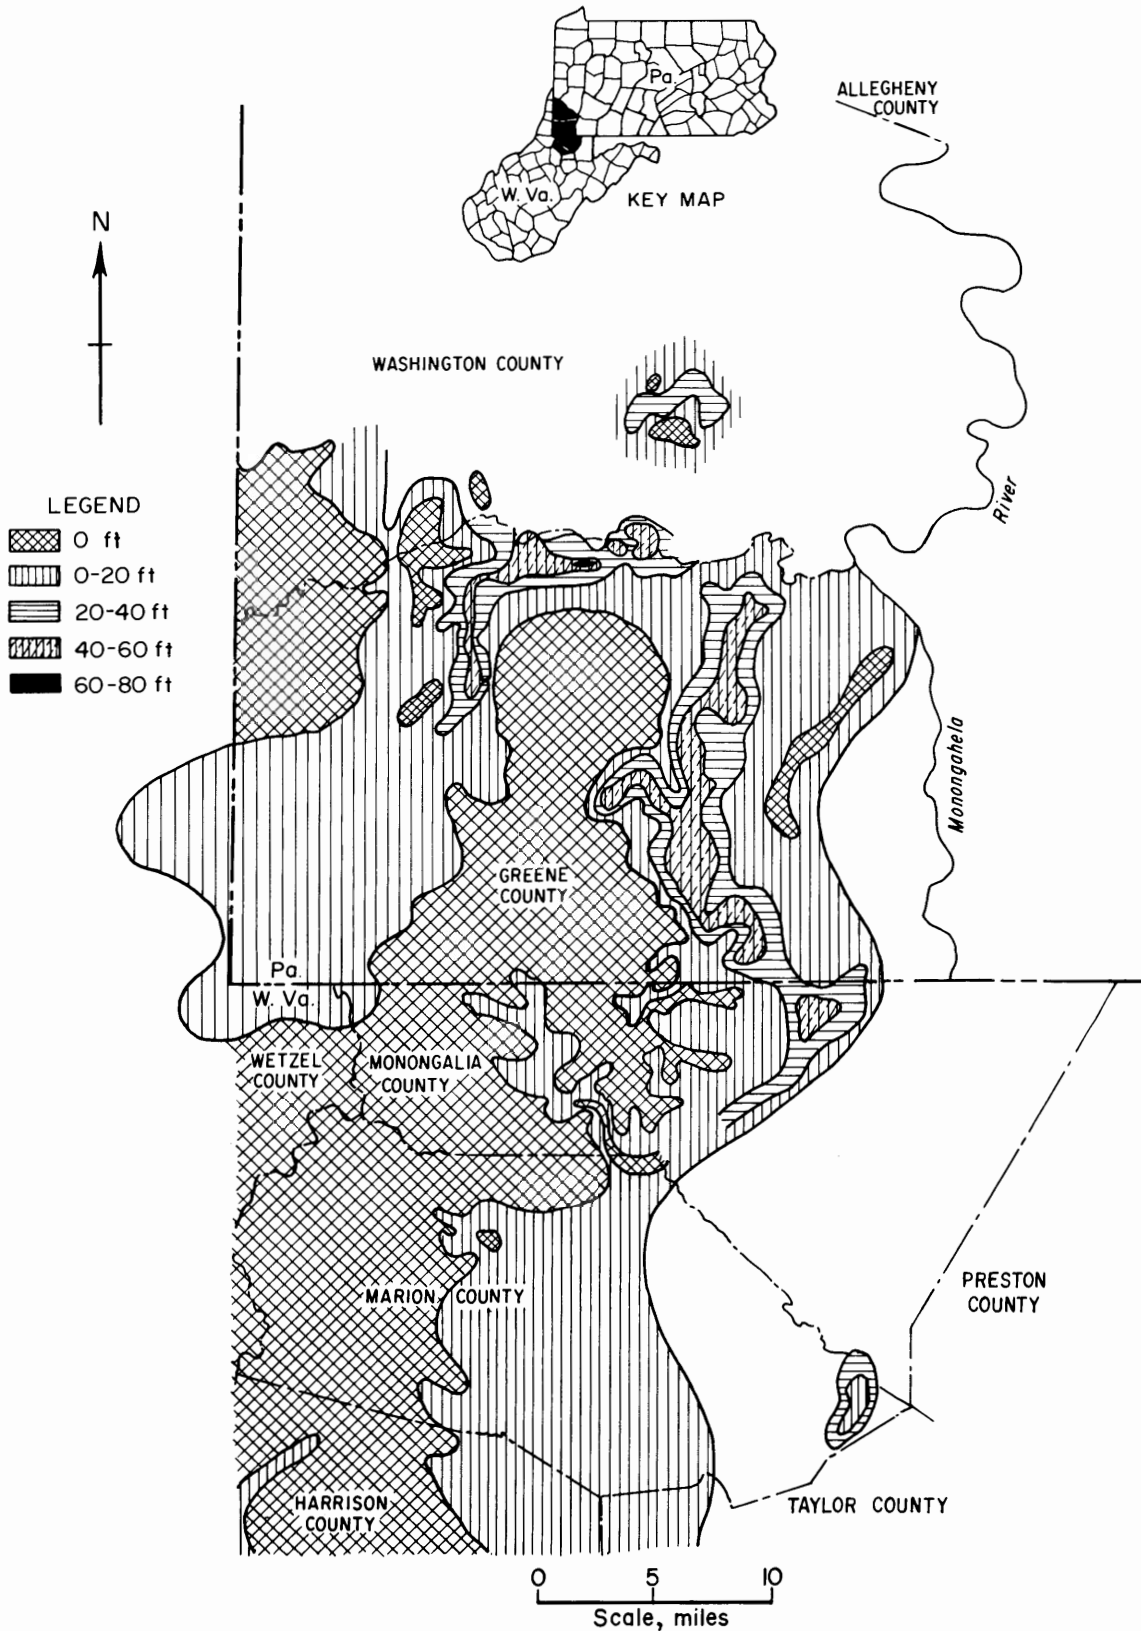 Pa.
ALLEGHENY
COUNTY
W. Va.
KEY MAP
N
WASHINGTON COUNTY
River
LEGEND
0 ft
0-20 ft
20-40 ft
40-60 ft
60-80 ft
Monongahela
GREENE
COUNTY
Pa.
W. Va.
WETZEL
COUNTY
MONONGALIA
COUNTY
PRESTON
COUNTY
MARION COUNTY
HARRISON
COUNTY
TAYLOR COUNTY
0 5 10
Scale, miles